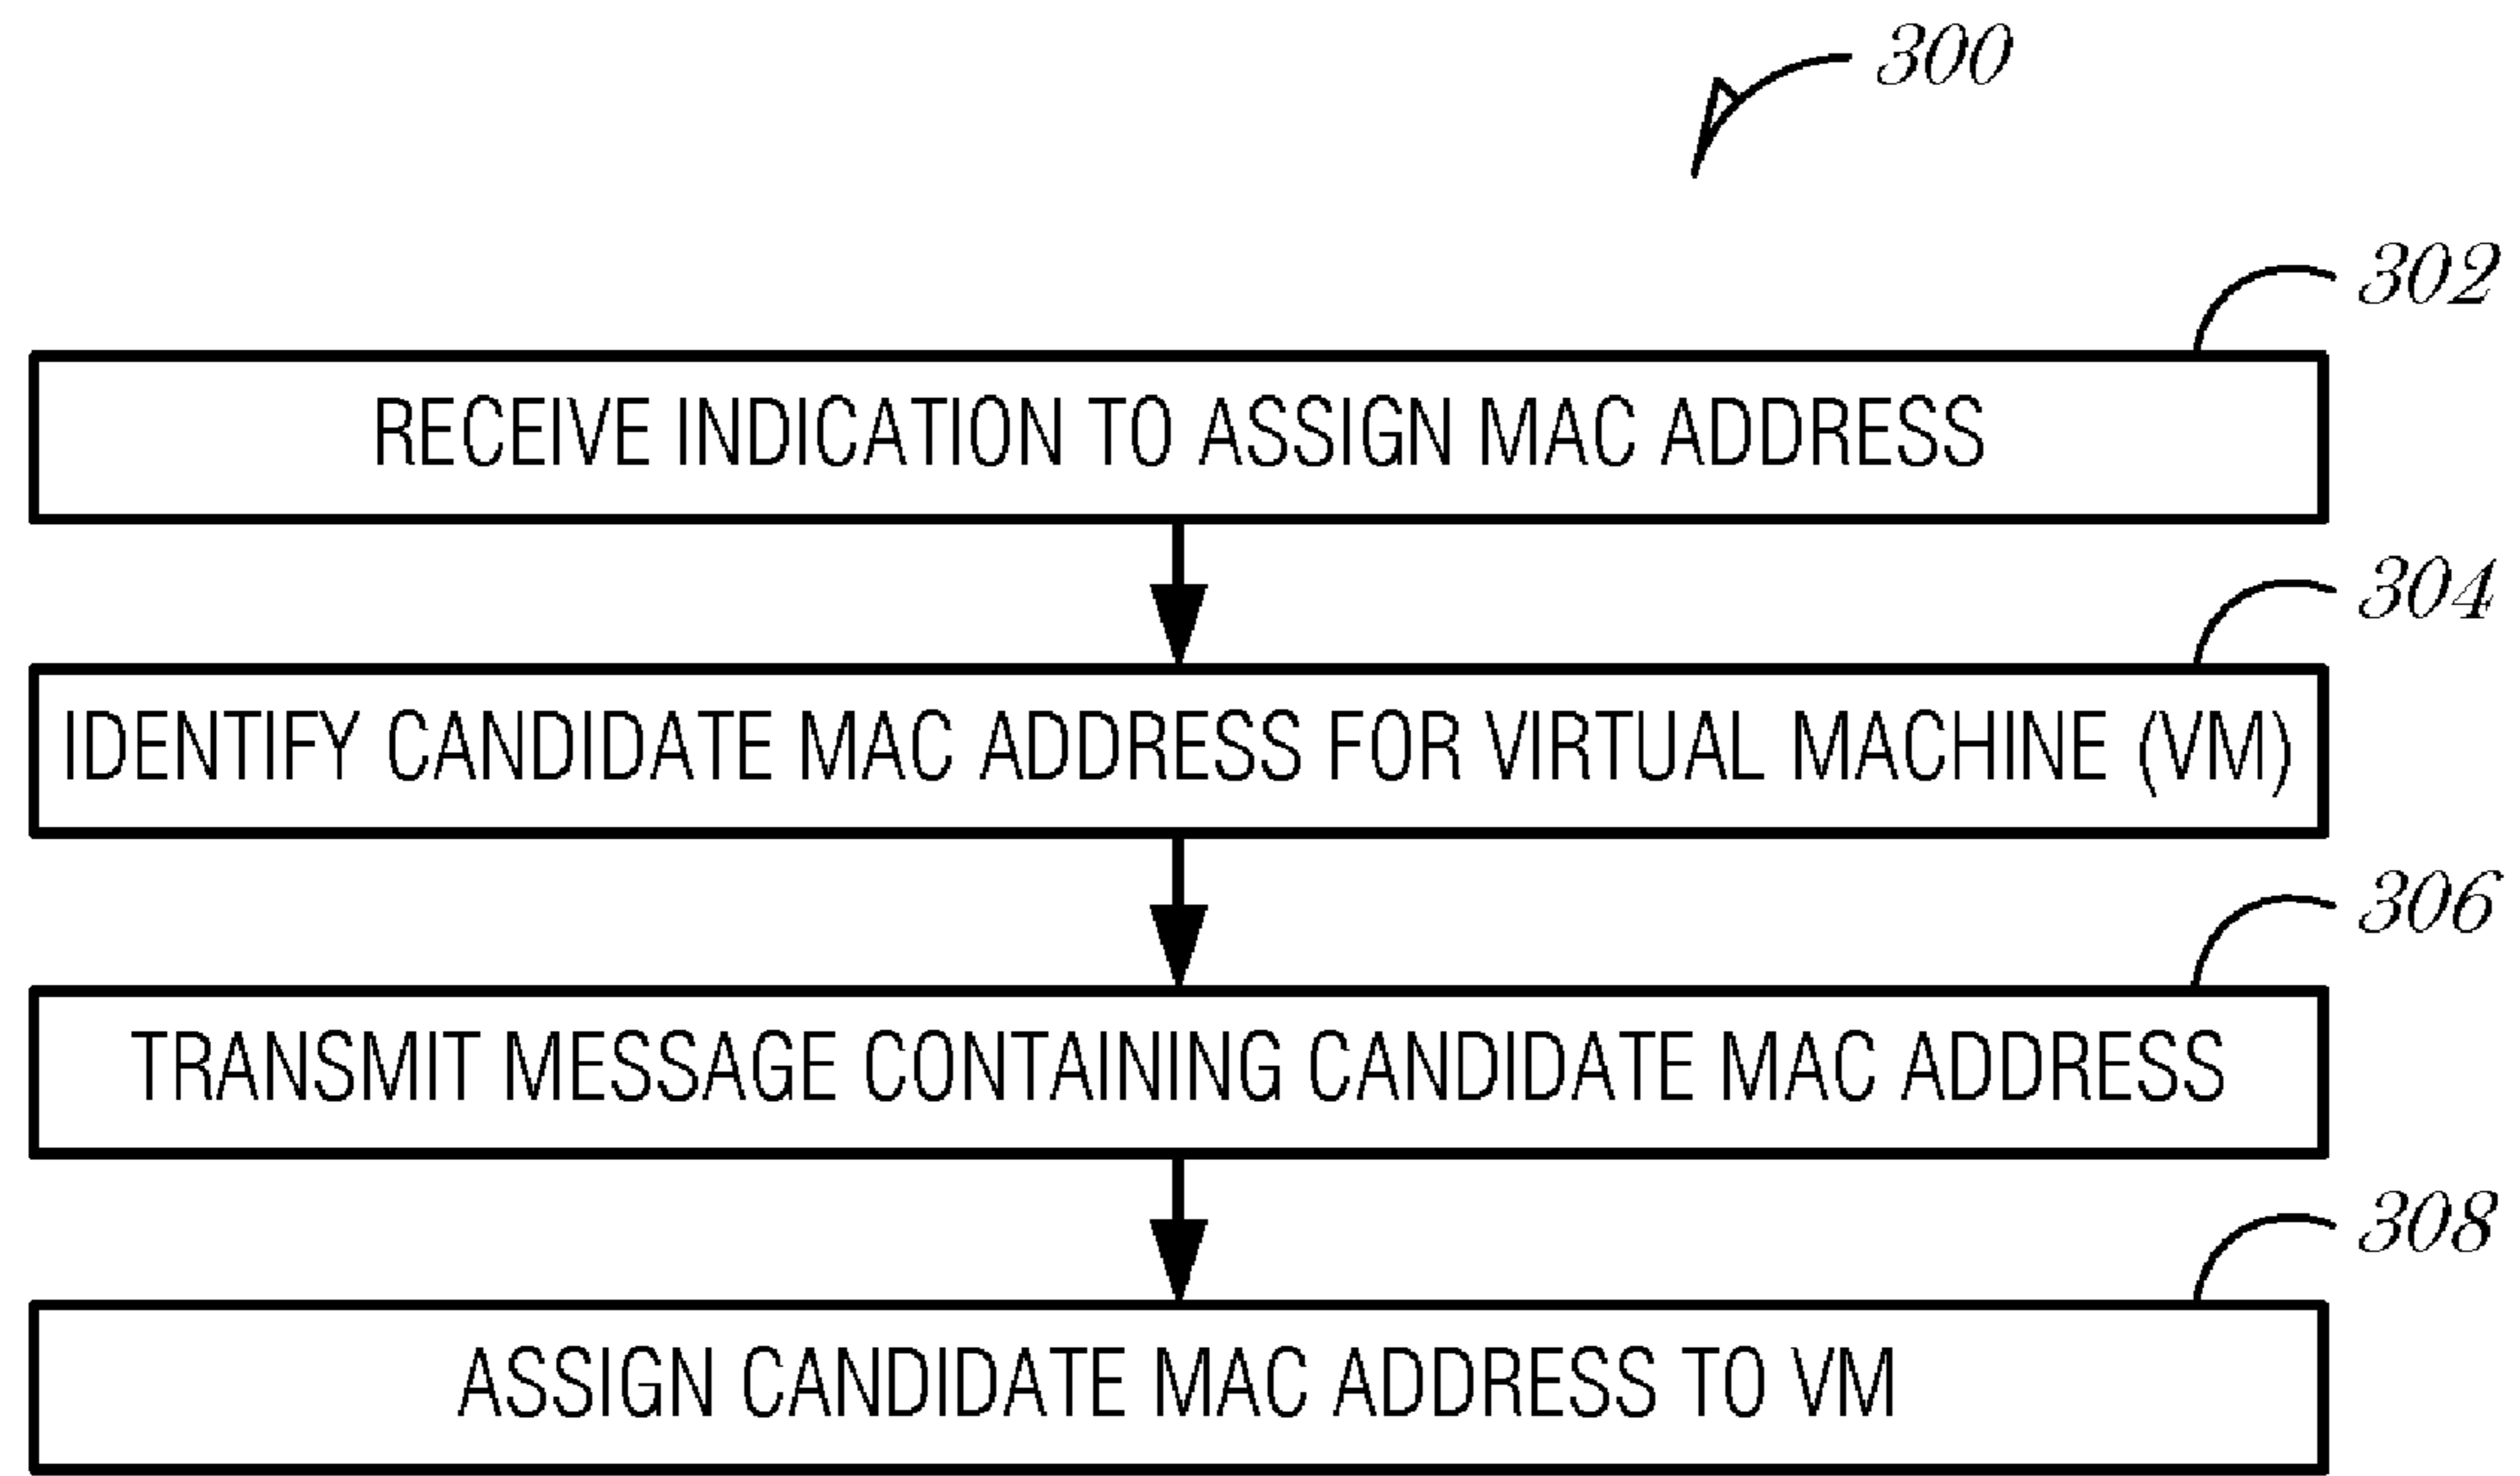 300
302
RECEIVE INDICATION TO ASSIGN MAC ADDRESS
304
IDENTIFY CANDIDATE MAC ADDRESS FOR VIRTUAL MACHINE (VM)
306
TRANSMIT MESSAGE CONTAINING CANDIDATE MAC ADDRESS
308
ASSIGN CANDIDATE MAC ADDRESS TO VM